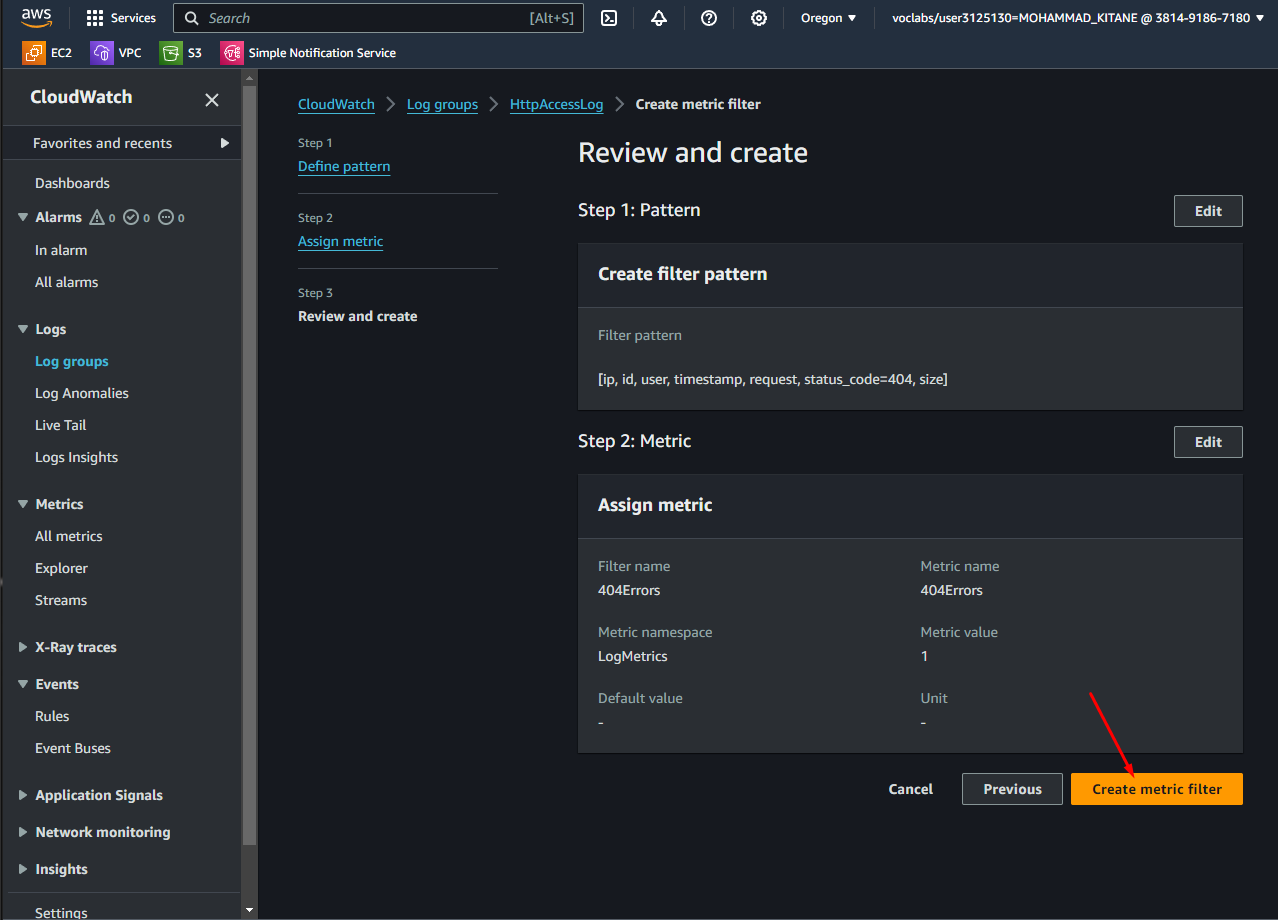 aws
Services
Search [Alt+S]
Oregon
voclabs/user3125130=MOHAMMAD_KITANE @ 3814-9186-7180
EC2
VPC
S3
Simple Notification Service
CloudWatch
Favorites and recents
Dashboards
Alarms 0 0 0
In alarm
All alarms
Logs
Log groups
Log Anomalies
Live Tail
Logs Insights
Metrics
All metrics
Explorer
Streams
X-Ray traces
Events
Rules
Event Buses
Application Signals
Network monitoring
Insights
Settings
CloudWatch
Log groups
HttpAccessLog
Create metric filter
Step 1
Define pattern
Step 2
Assign metric
Step 3
Review and create
Review and create
Step 1: Pattern
Edit
Create filter pattern
Filter pattern
[ip, id, user, timestamp, request, status_code=404, size]
Step 2: Metric
Edit
Assign metric
Filter name
404Errors
Metric name
404Errors
Metric namespace
LogMetrics
Metric value
1
Default value
-
Unit
-
Cancel
Previous
Create metric filter